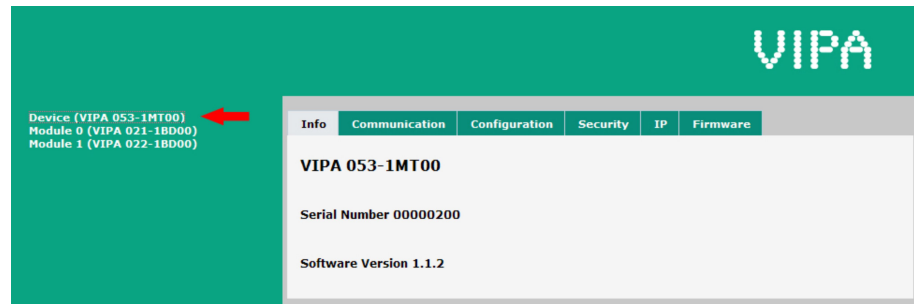 VIPA
Device (VIPA 053-1MT00)
Module 0 (VIPA 021-1BD00)
Module 1 (VIPA 022-1BD00)
Info Communication Configuration Security IP Firmware
VIPA 053-1MT00
Serial Number 00000200
Software Version 1.1.2